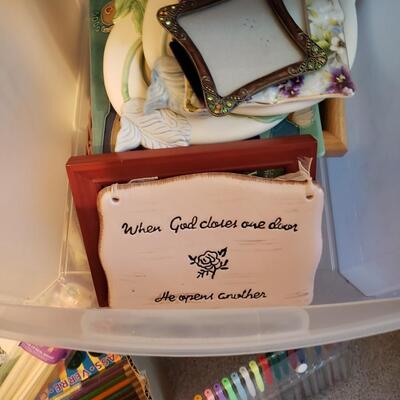 When God closes one door
He opens another